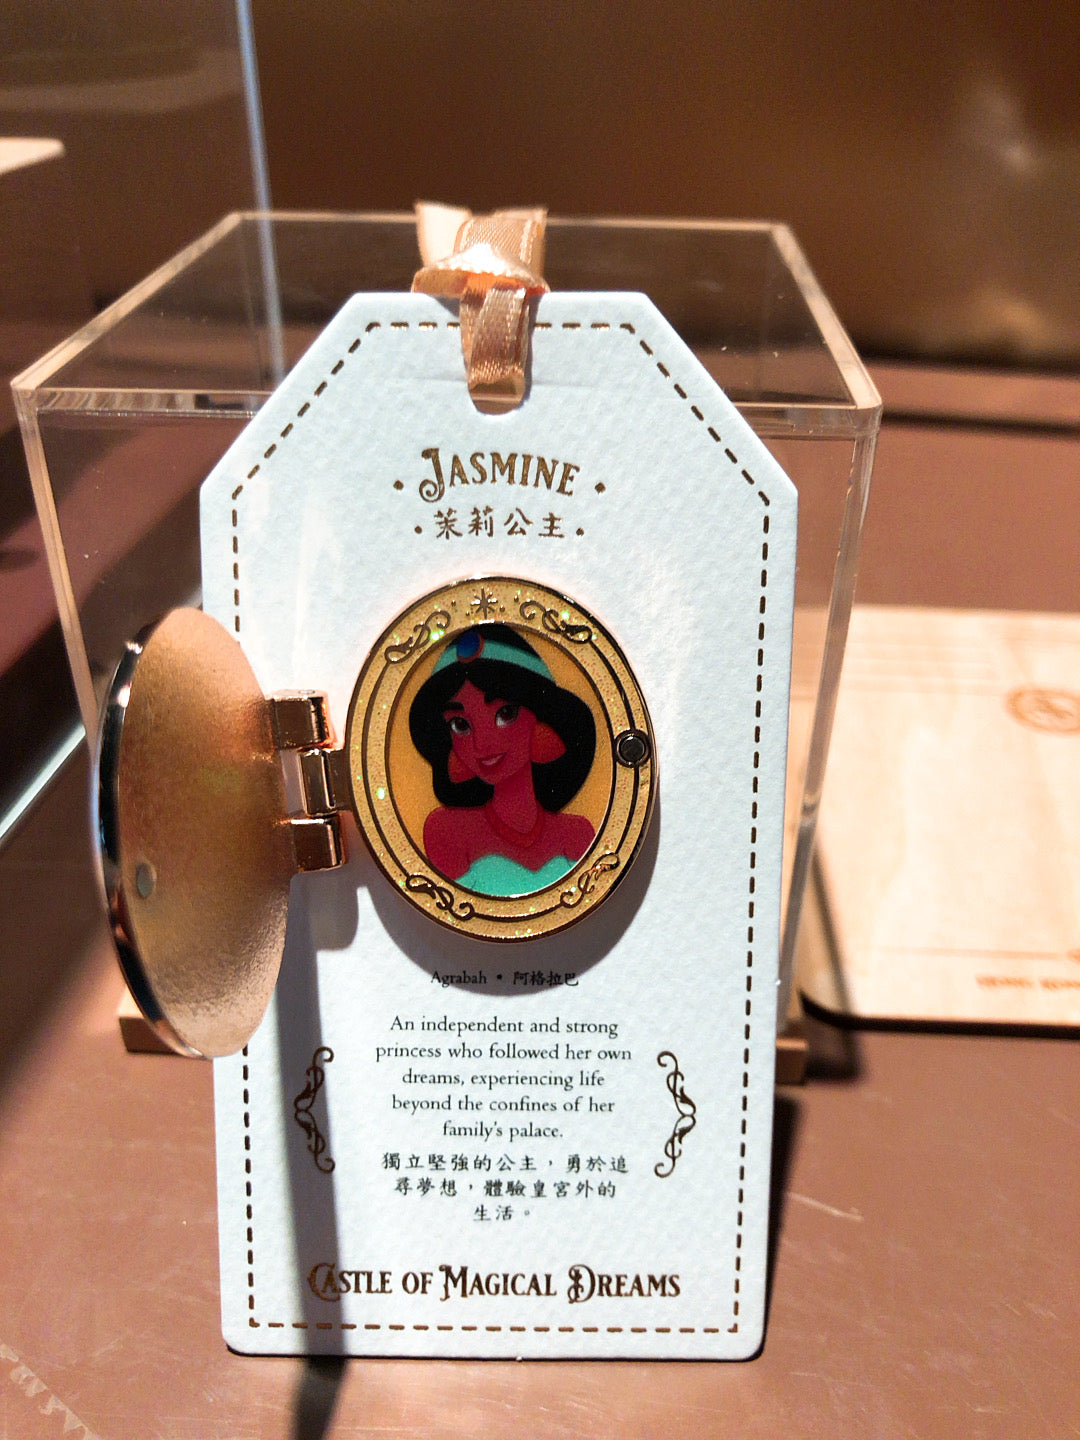 JASMINE
茉莉公主
Agrabah • 阿格拉巴
An independent and strong
princess who followed her own
dreams, experiencing life
beyond the confines of her
family's palace.
獨立堅強的公主，勇於追
尋夢想，體驗皇宮外的
生活。
CASTLE OF MAGICAL DREAMS